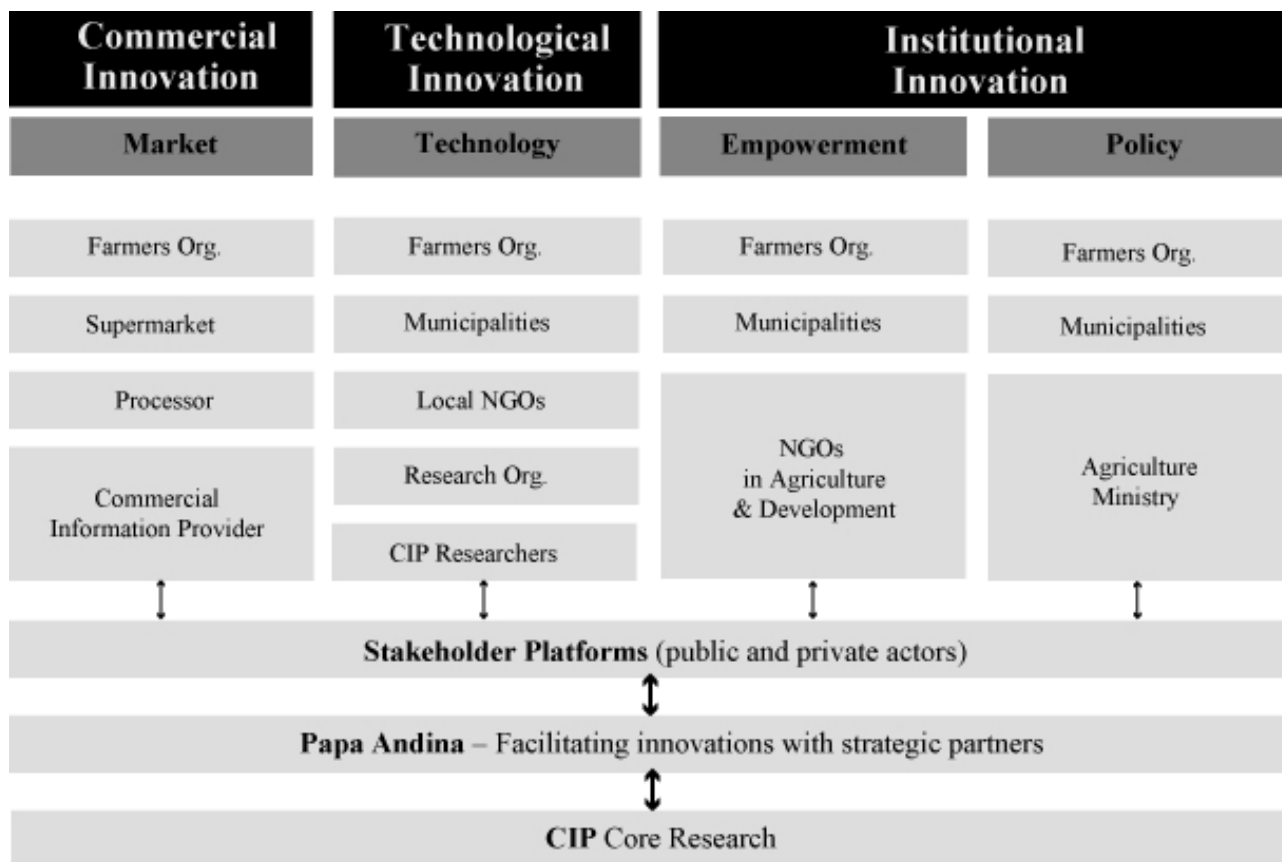 Commercial
Innovation
Technological
Innovation
Institutional
Innovation
Market
Technology
Empowerment
Policy
Farmers Org.
Farmers Org.
Farmers Org.
Farmers Org.
Supermarket
Municipalities
Municipalities
Municipalities
Processor
Local NGOs
NGOs
in Agriculture
& Development
Agriculture
Ministry
Commercial
Information Provider
Research Org.
CIP Researchers
Stakeholder Platforms (public and private actors)
Papa Andina – Facilitating innovations with strategic partners
CIP Core Research